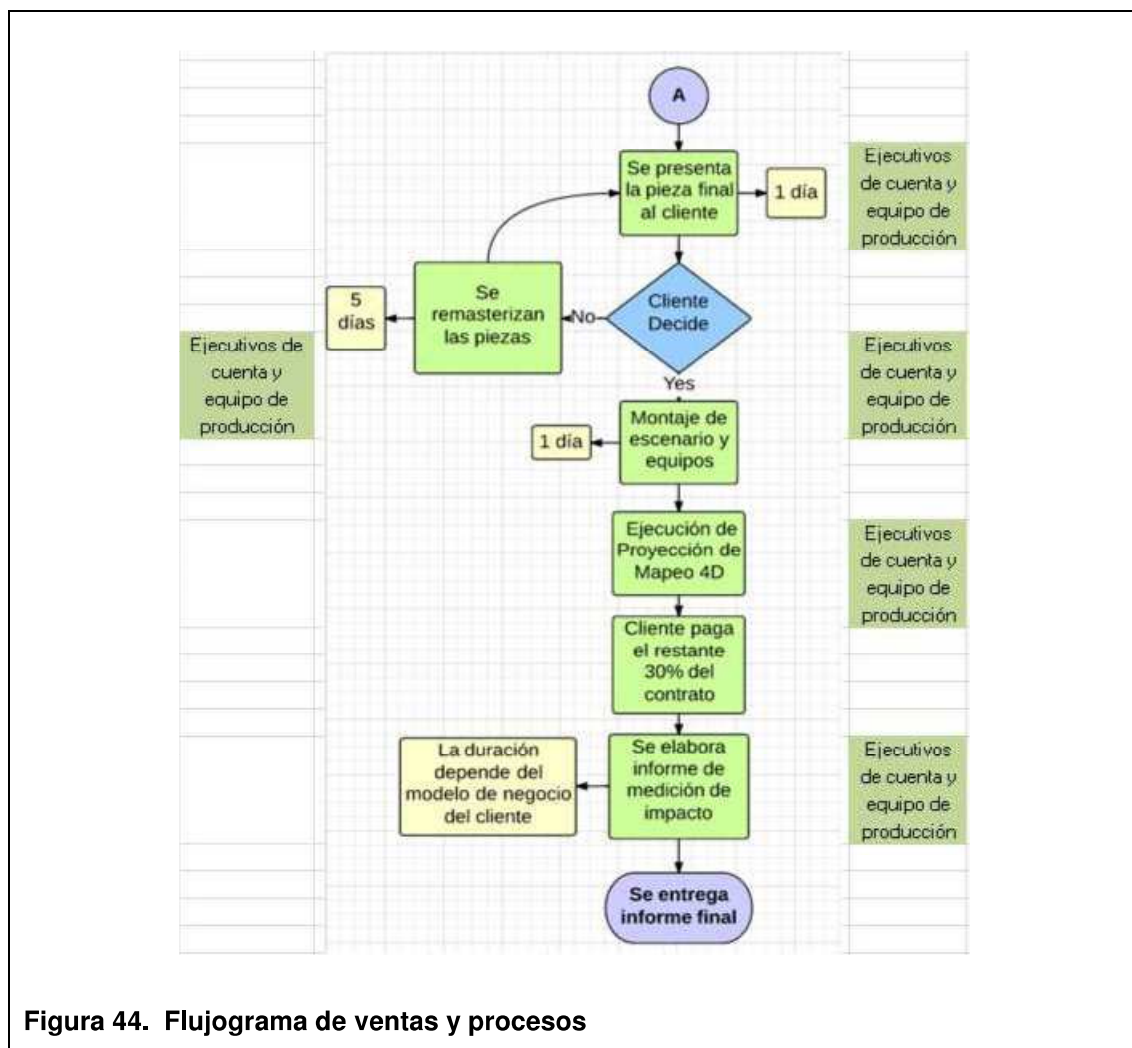 A
Se presenta
la pieza final
al cliente
1 día
Ejecutivos
de cuenta y
equipo de
producción
Cliente
Decide
No
Se
remasterizan
las piezas
5
días
Ejecutivos de
cuenta y
equipo de
producción
Ejecutivos
de cuenta y
equipo de
producción
Yes
Montaje de
escenario y
equipos
1 día
Ejecución de
Proyección de
Mapeo 4D
Ejecutivos
de cuenta y
equipo de
producción
Cliente paga
el restante
30% del
contrato
Se elabora
informe de
medición de
impacto
La duración
depende del
modelo de negocio
del cliente
Ejecutivos
de cuenta y
equipo de
producción
Se entrega
informe final
Figura 44. Flujograma de ventas y procesos